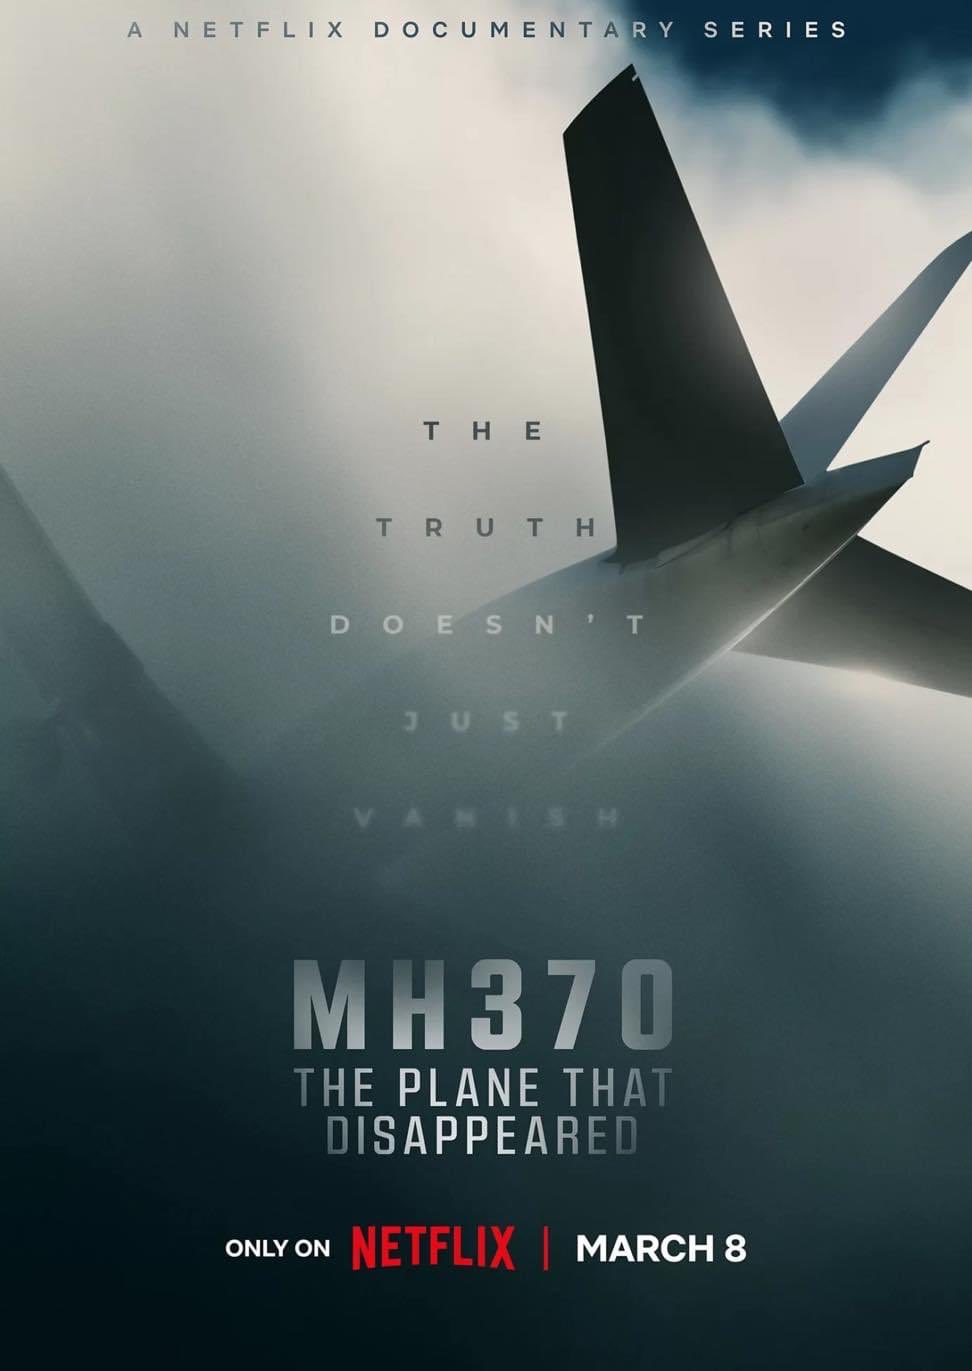 A NETFLIX DOCUMENTARY SERIES
THE
TRUTH
DOESN'T
JUST
VANISH
MH370
THE PLANE THAT
DISAPPEARED
ONLY ON NETFLIX | MARCH 8